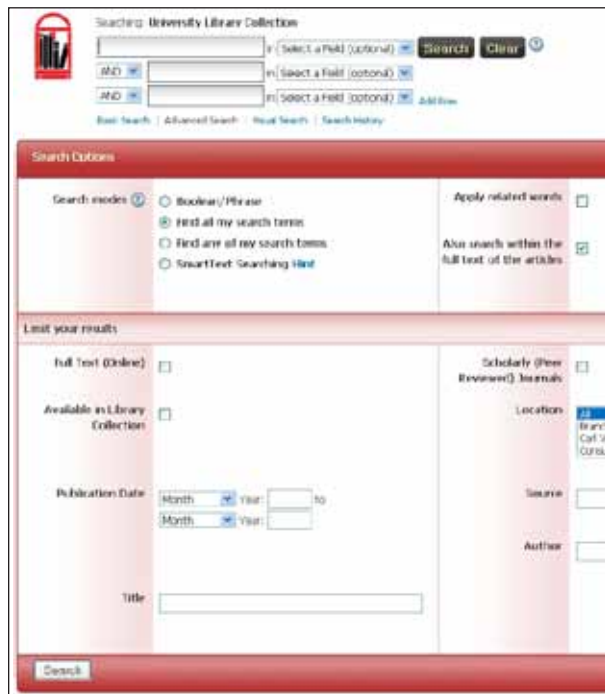 Searching: University Library Collection
in Select a Field (optional) Search Clear ?
AND in Select a Field (optional)
AND in Select a Field (optional) Add Row
Basic Search | Advanced Search | Visual Search | Search History
Search Options
Search modes ?
Boolean/Phrase
Find all my search terms
Find any of my search terms
SmartText Searching Hint
Apply related words
Also search within the
full text of the articles
Limit your results
Full Text (Online)
Scholarly (Peer
Reviewed) Journals
Available in Library
Collection
Location
All
Publication Date
Month Year: to
Month Year:
Source
Author
Title
Search